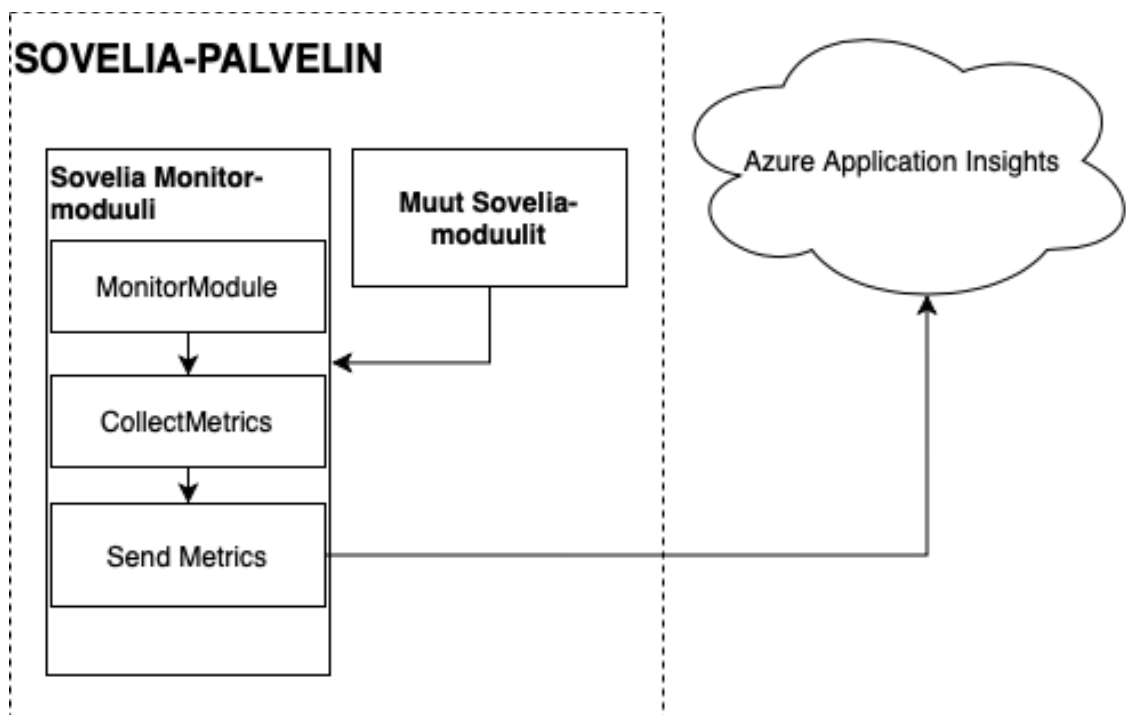 SOVELIA-PALVELIN
Sovelia Monitor-
moduuli
MonitorModule
CollectMetrics
Send Metrics
Muut Sovelia-
moduulit
Azure Application Insights